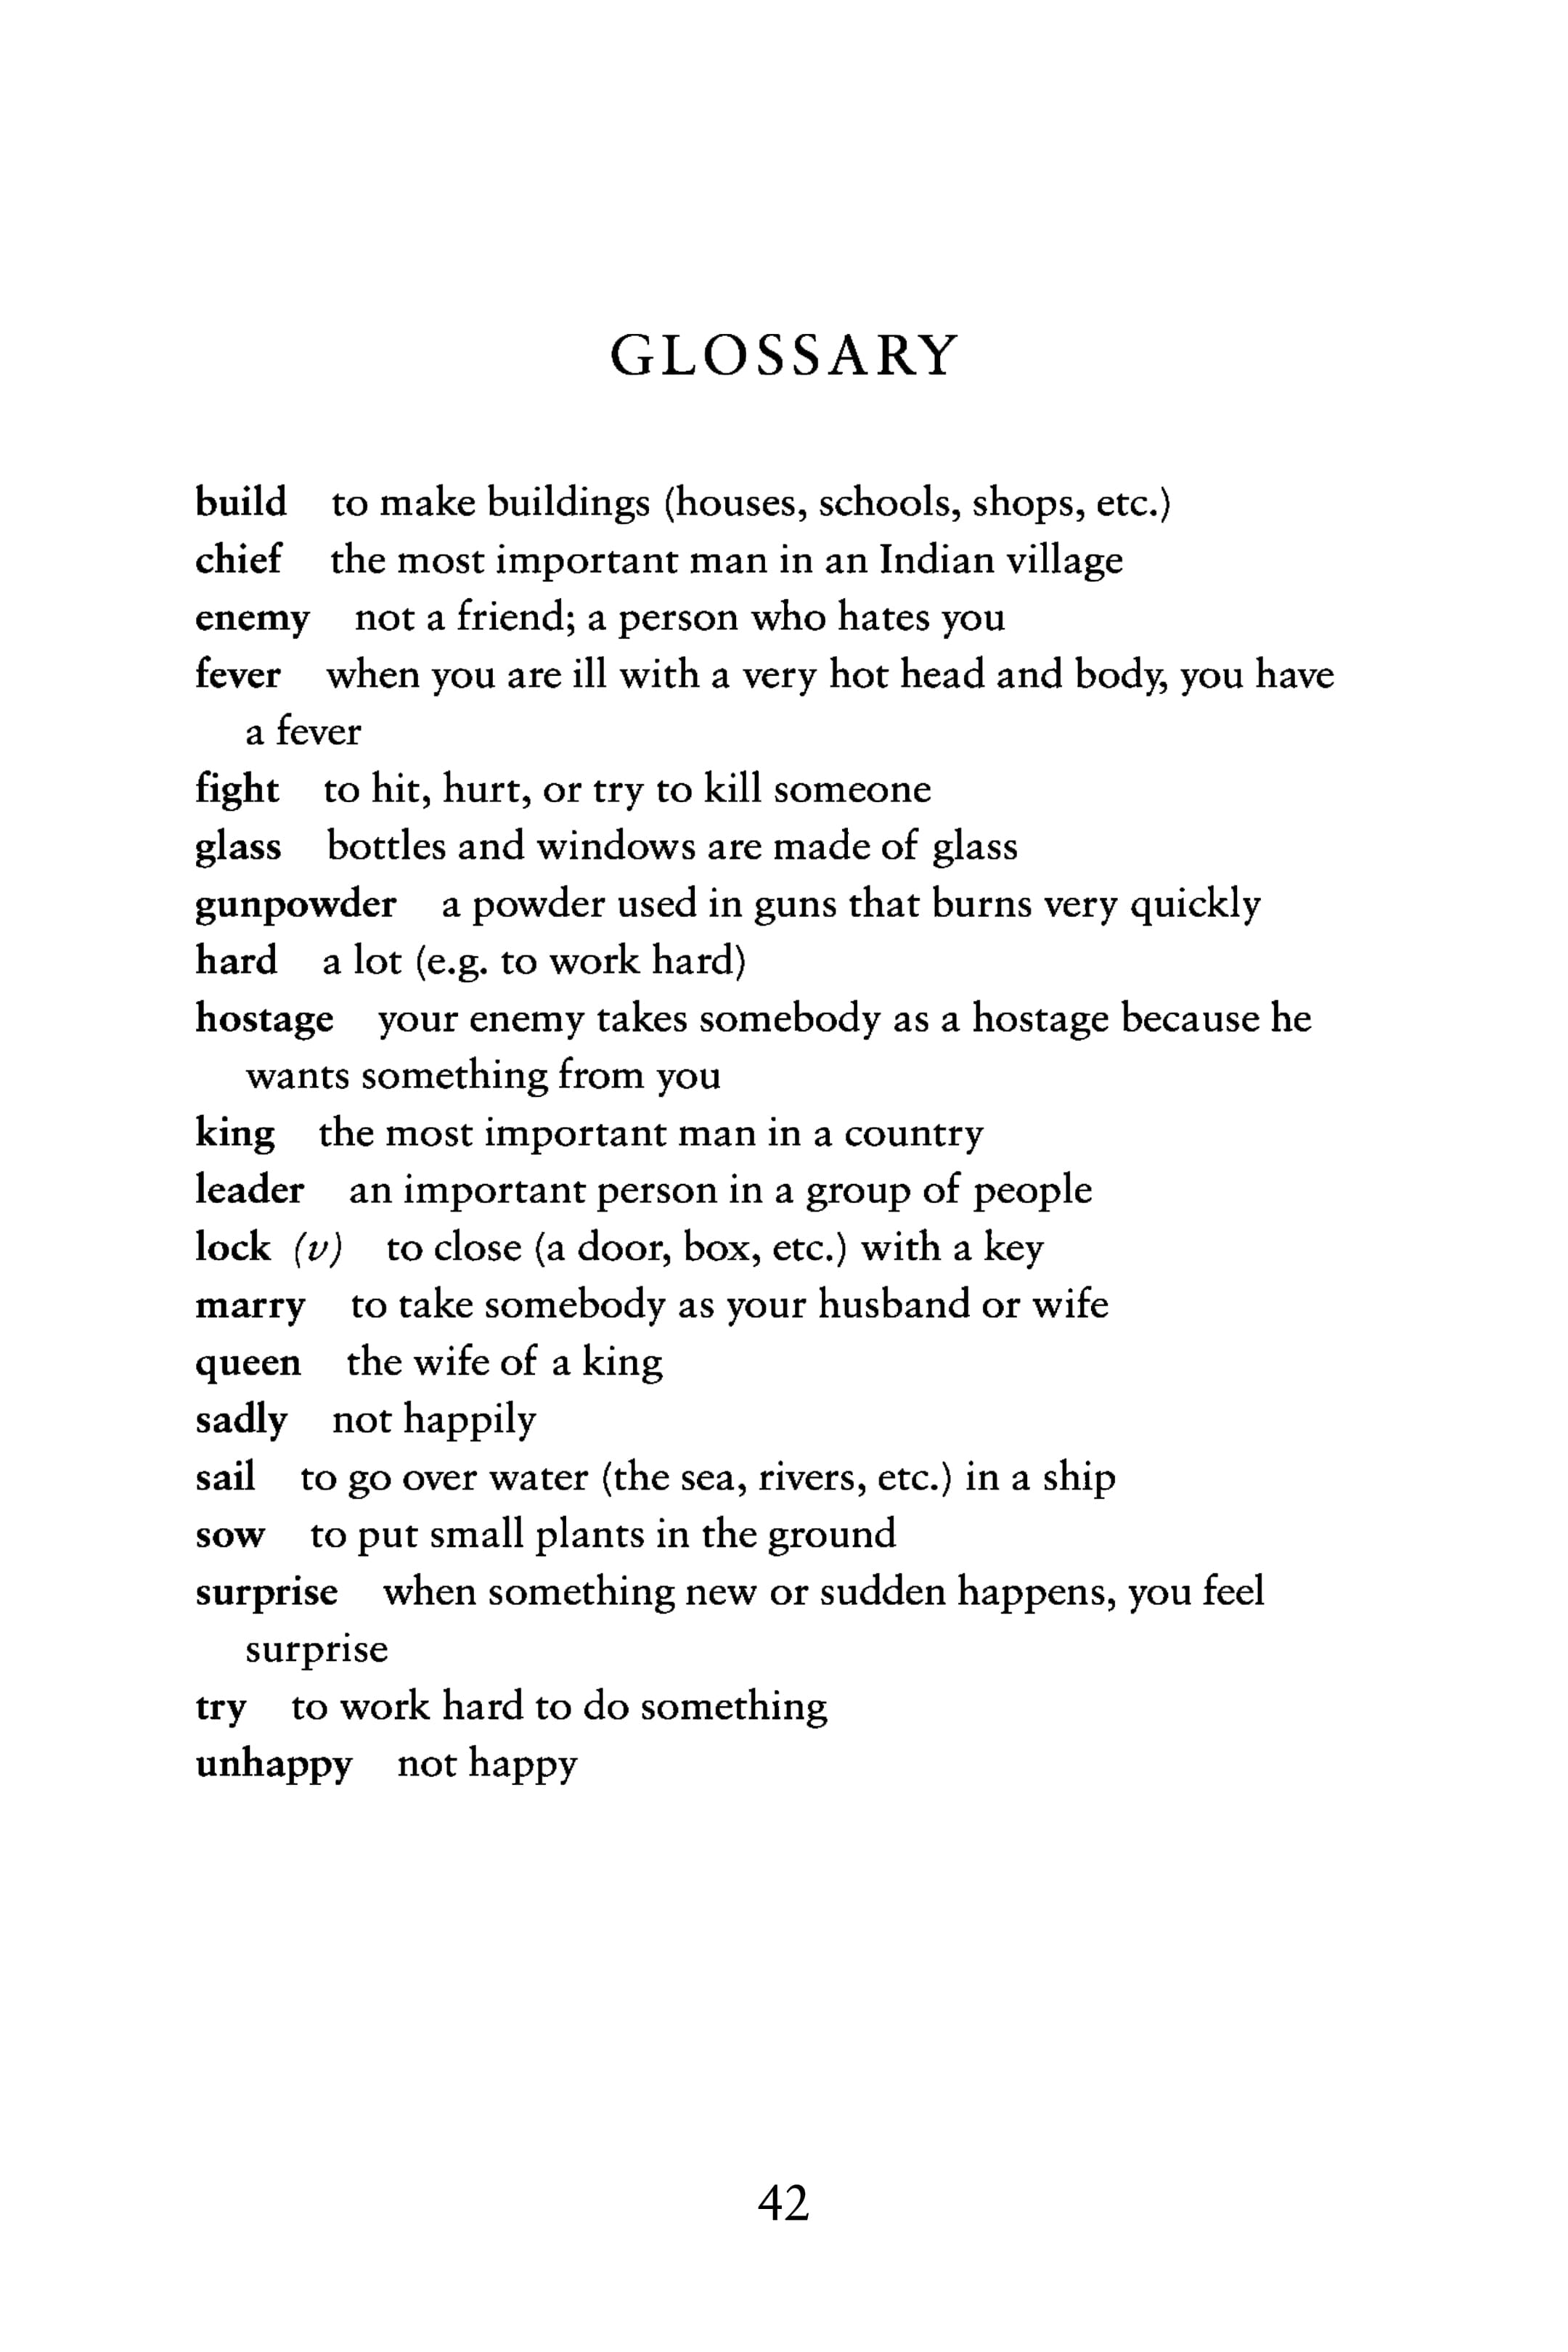 GLOSSARY
build to make buildings (houses, schools, shops, etc.)
chief the most important man in an Indian village
enemy not a friend; a person who hates you
fever when you are ill with a very hot head and body, you have
a fever
fight to hit, hurt, or try to kill someone
glass bottles and windows are made of glass
gunpowder a powder used in guns that burns very quickly
hard a lot (e.g. to work hard)
hostage your enemy takes somebody as a hostage because he
wants something from you
king the most important man in a country
leader an important person in a group of people
lock (v) to close (a door, box, etc.) with a key
marry to take somebody as your husband or wife
queen the wife of a king
sadly not happily
sail to go over water (the sea, rivers, etc.) in a ship
sow to put small plants in the ground
surprise when something new or sudden happens, you feel
surprise
try to work hard to do something
unhappy not happy
42